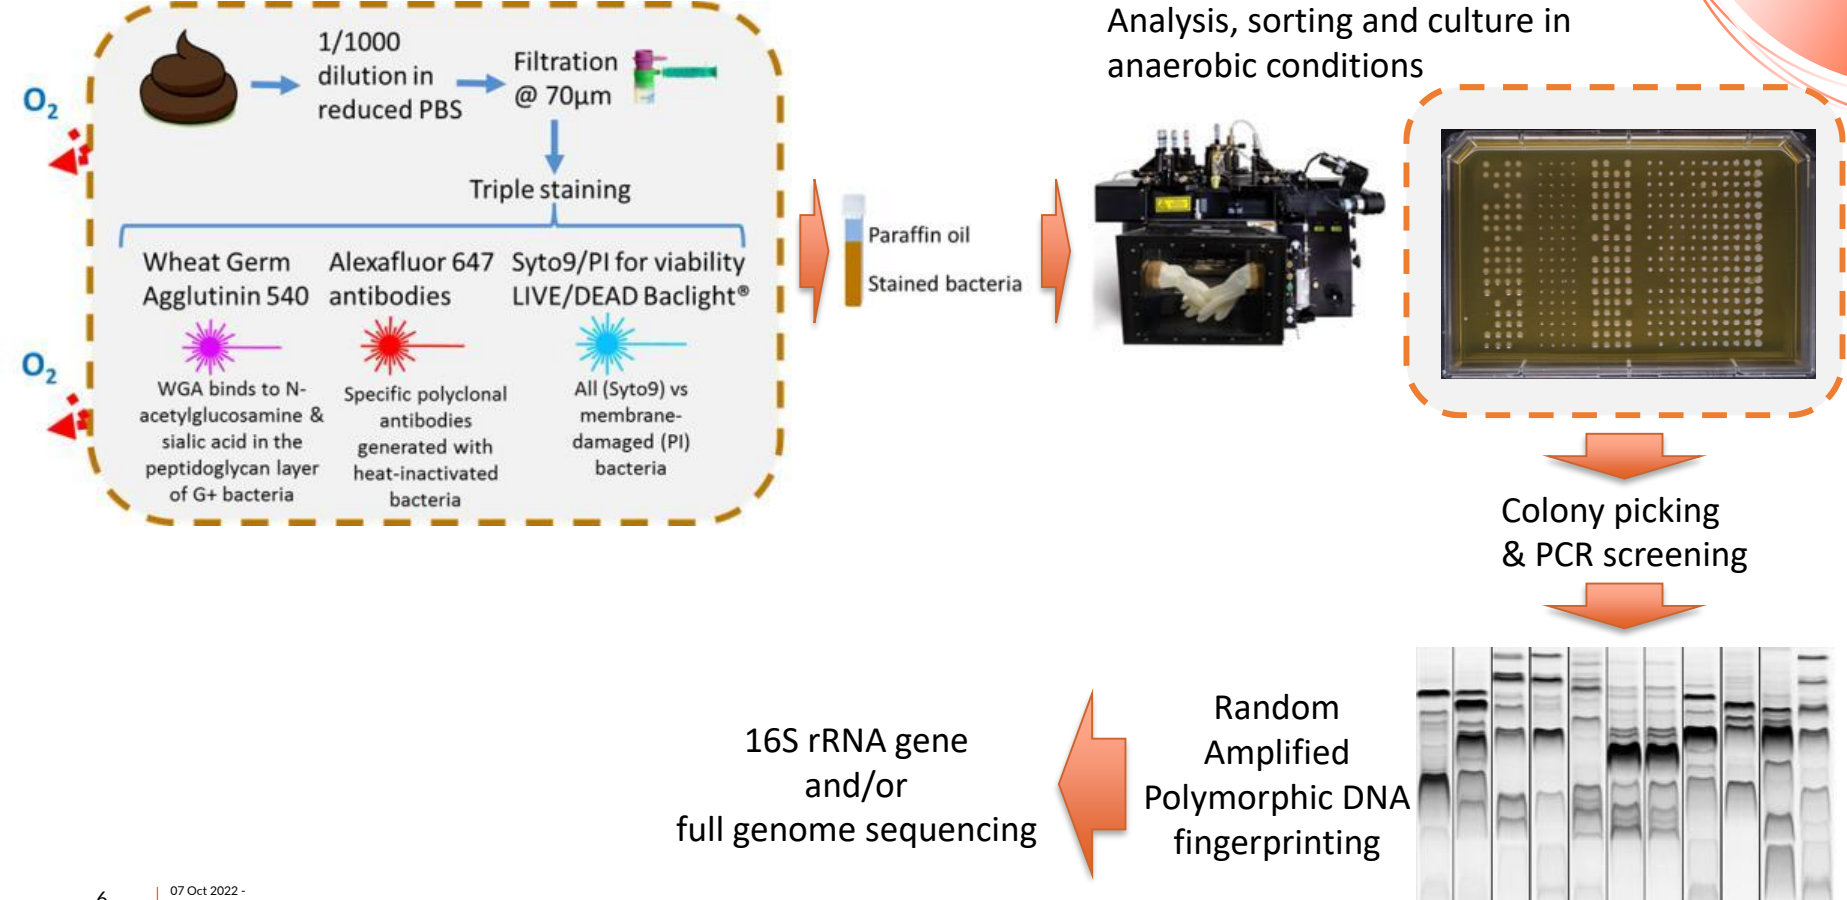 Analysis, sorting and culture in
anaerobic conditions
O₂
1/1000
dilution in
reduced PBS
Filtration
@ 70µm
Triple staining
Wheat Germ
Agglutinin 540
Alexafluor 647
antibodies
Syto9/PI for viability
LIVE/DEAD Baclight®
O₂
WGA binds to N-
acetylglucosamine &
sialic acid in the
peptidoglycan layer
of G+ bacteria
Specific polyclonal
antibodies
generated with
heat-inactivated
bacteria
All (Syto9) vs
membrane-
damaged (PI)
bacteria
Paraffin oil
Stained bacteria
Colony picking
& PCR screening
Random
Amplified
Polymorphic DNA
fingerprinting
16S rRNA gene
and/or
full genome sequencing
6
07 Oct 2022 -